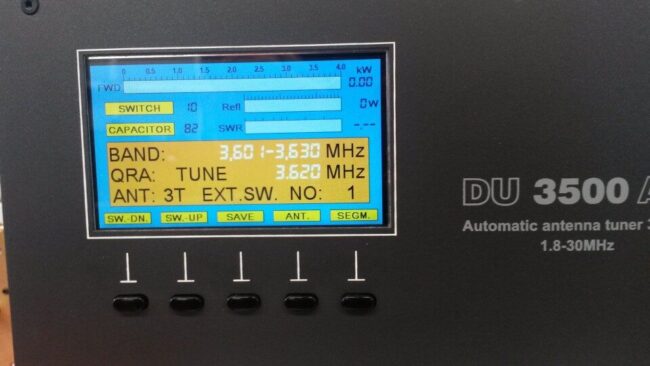 0 0.5 1.0 1.5 2.0 2.5 3.0 3.5 4.0 kW
FWD 0.00
SWITCH 10 Refl 0W
CAPACITOR 82 SWR -.--
BAND: 3,601-3,630 MHz
QRA: TUNE 3.620 MHz
ANT: 3T EXT.SW. NO: 1
SW.-DN. SW.-UP SAVE ANT. SEGM.
DU 3500 A
Automatic antenna tuner 3
1.8-30MHz